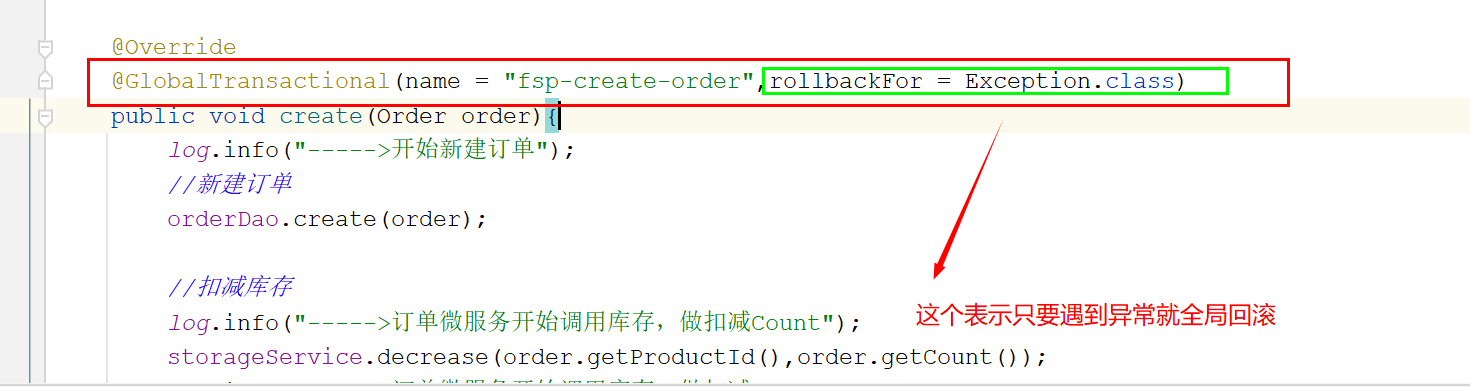 @Override
@GlobalTransactional(name = "fsp-create-order",rollbackFor = Exception.class)
public void create(Order order){
log.info("----->开始新建订单");
//新建订单
orderDao.create(order);
//扣减库存
log.info("----->订单微服务开始调用库存，做扣减Count");
这个表示只要遇到异常就全局回滚
storageService.decrease(order.getProductId(),order.getCount());